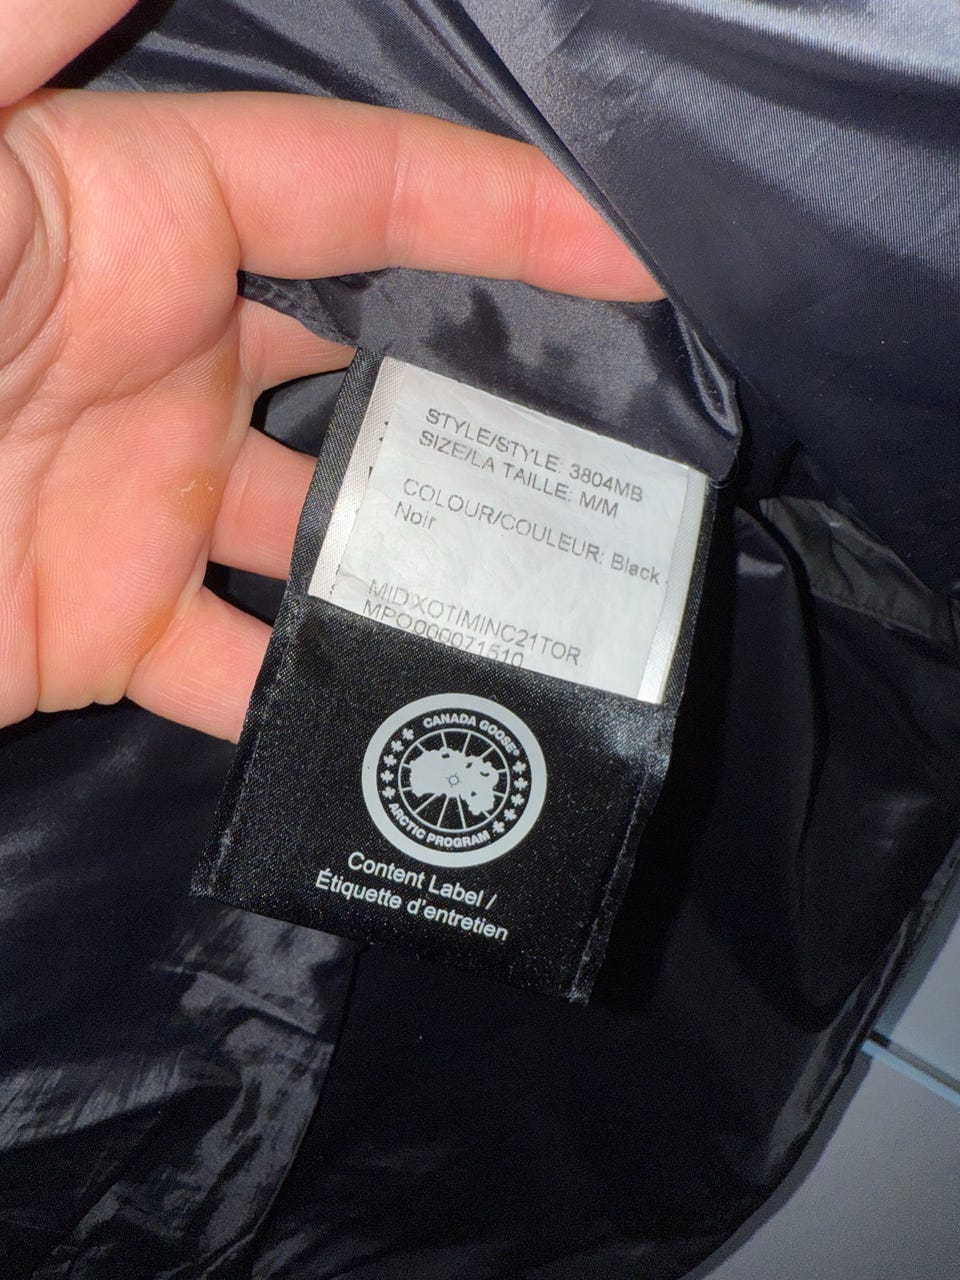 STYLE/STYLE: 3804MB
SIZE/LA TAILLE: M/M
COLOUR/COULEUR: Black
Noir
MIDXOTIMINC21TOR
MPO000071510
CANADA GOOSE®
ARCTIC PROGRAM
Content Label /
Étiquette d'entretien